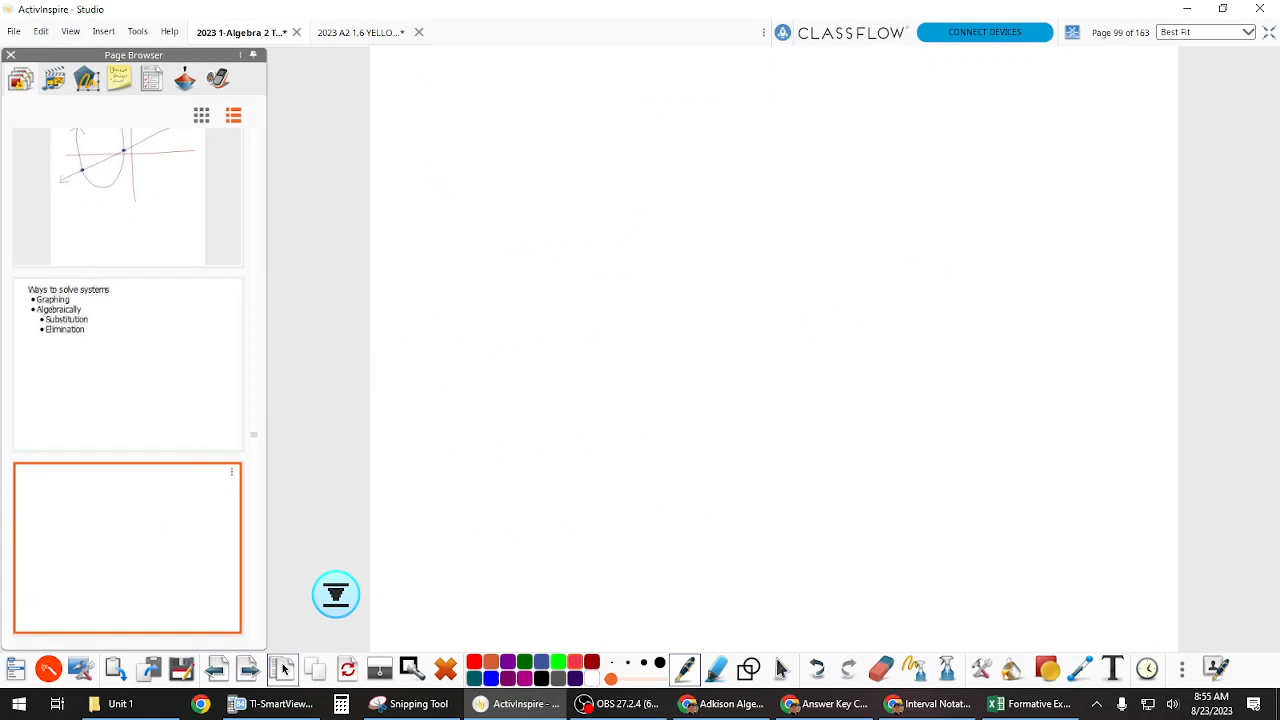 ActivInspire - Studio
File Edit View Insert Tools Help 2023 1-Algebra 2 T...* 2023 A2 1.6 YELLO...* CLASSFLOW CONNECT DEVICES Page 99 of 163 Best Fit
Page Browser
Ways to solve systems
• Graphing
• Algebraically
• Substitution
• Elimination
T
Unit 1 84 TI-SmartView... Snipping Tool ActivInspire - ... OBS 27.2.4 (6... Adkison Alge... Answer Key C... Interval Notat... Formative Ex... 8:55 AM
8/23/2023